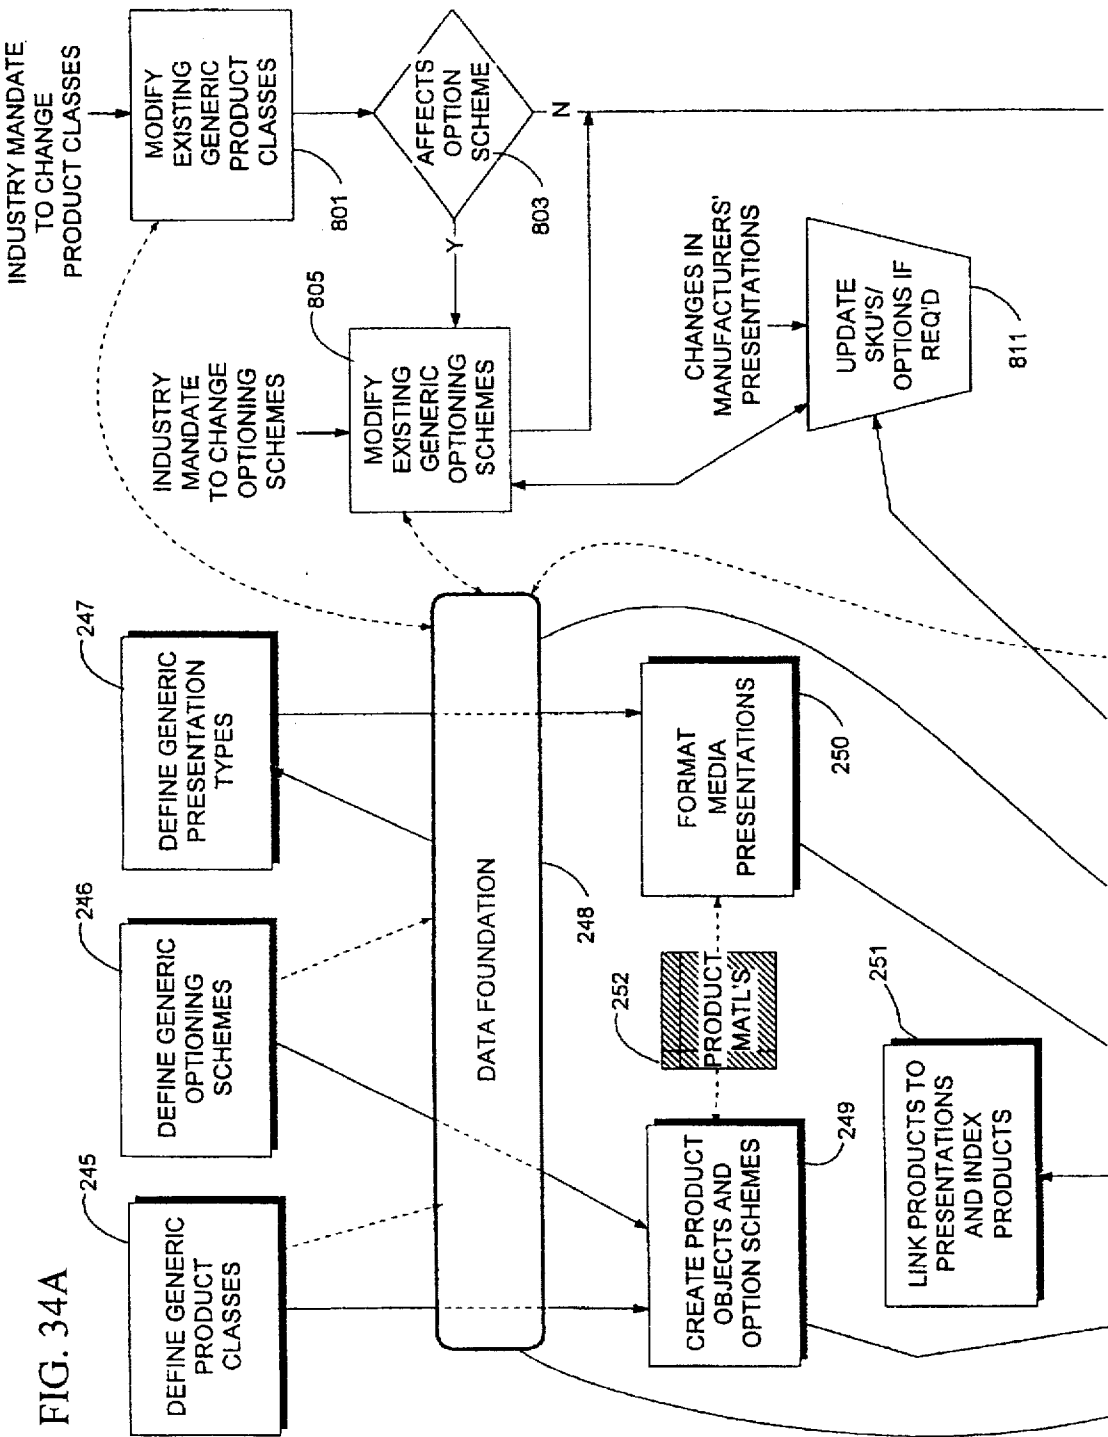 FIG. 34A
245
DEFINE GENERIC
PRODUCT
CLASSES
246
DEFINE GENERIC
OPTIONING
SCHEMES
247
DEFINE GENERIC
PRESENTATION
TYPES
INDUSTRY MANDATE
TO CHANGE
PRODUCT CLASSES
MODIFY
EXISTING
GENERIC
PRODUCT
CLASSES
801
INDUSTRY
MANDATE
TO CHANGE
OPTIONING
SCHEMES
805
MODIFY
EXISTING
GENERIC
OPTIONING
SCHEMES
Y
AFFECTS
OPTION
SCHEME
803
N
DATA FOUNDATION
248
252
PRODUCT
MATL'S
CREATE PRODUCT
OBJECTS AND
OPTION SCHEMES
249
FORMAT
MEDIA
PRESENTATIONS
250
CHANGES IN
MANUFACTURERS'
PRESENTATIONS
UPDATE
SKU'S/
OPTIONS IF
REQ'D
811
251
LINK PRODUCTS TO
PRESENTATIONS
AND INDEX
PRODUCTS